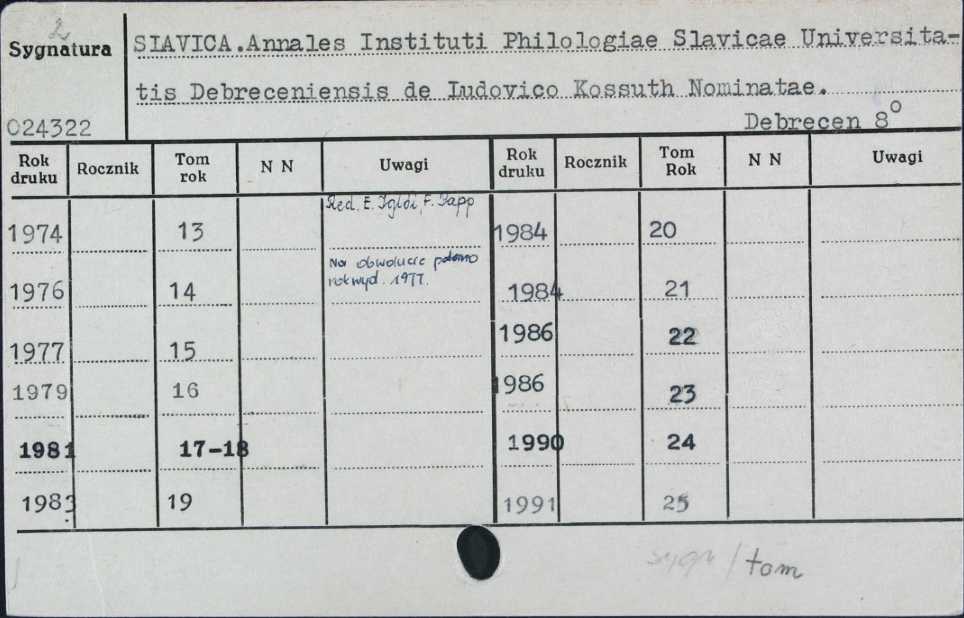 2
Sygnatura
SIAVICA.Annales Instituti Philologiae Slavicae Universita-
tis Debreceniensis de Iudovico Kossuth Nominatae.
024322
Debrecen 8°
Rok druku Rocznik Tom rok N N Uwagi Rok druku Rocznik Tom Rok N N Uwagi
Red. E. Iglói, F. Papp
1974 13 1984 20
Na obwolucie podano
rok wyd. 1977.
1976 14 1984 21
1977 15 1986 22
1979 16 1986 23
1981 17-18 1990 24
1983 19 1991 25
sygn / tom